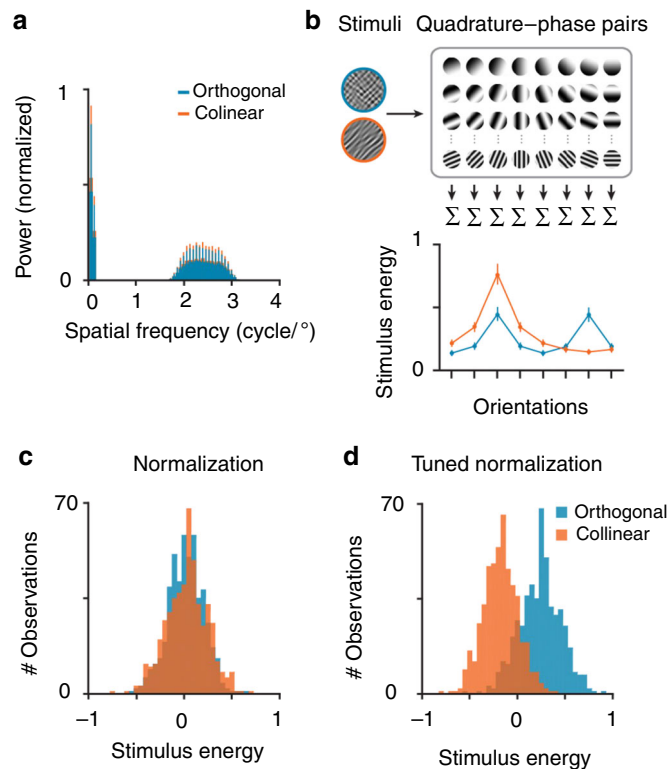 a
1
Orthogonal
Colinear
Power (normalized)
0
0 1 2 3 4
Spatial frequency (cycle/°)
b
Stimuli Quadrature–phase pairs
Σ Σ Σ Σ Σ Σ Σ Σ
1
Stimulus energy
0
Orientations
c
Normalization
70
# Observations
0
−1 0 1
Stimulus energy
d
Tuned normalization
70
Orthogonal
Collinear
# Observations
0
−1 0 1
Stimulus energy